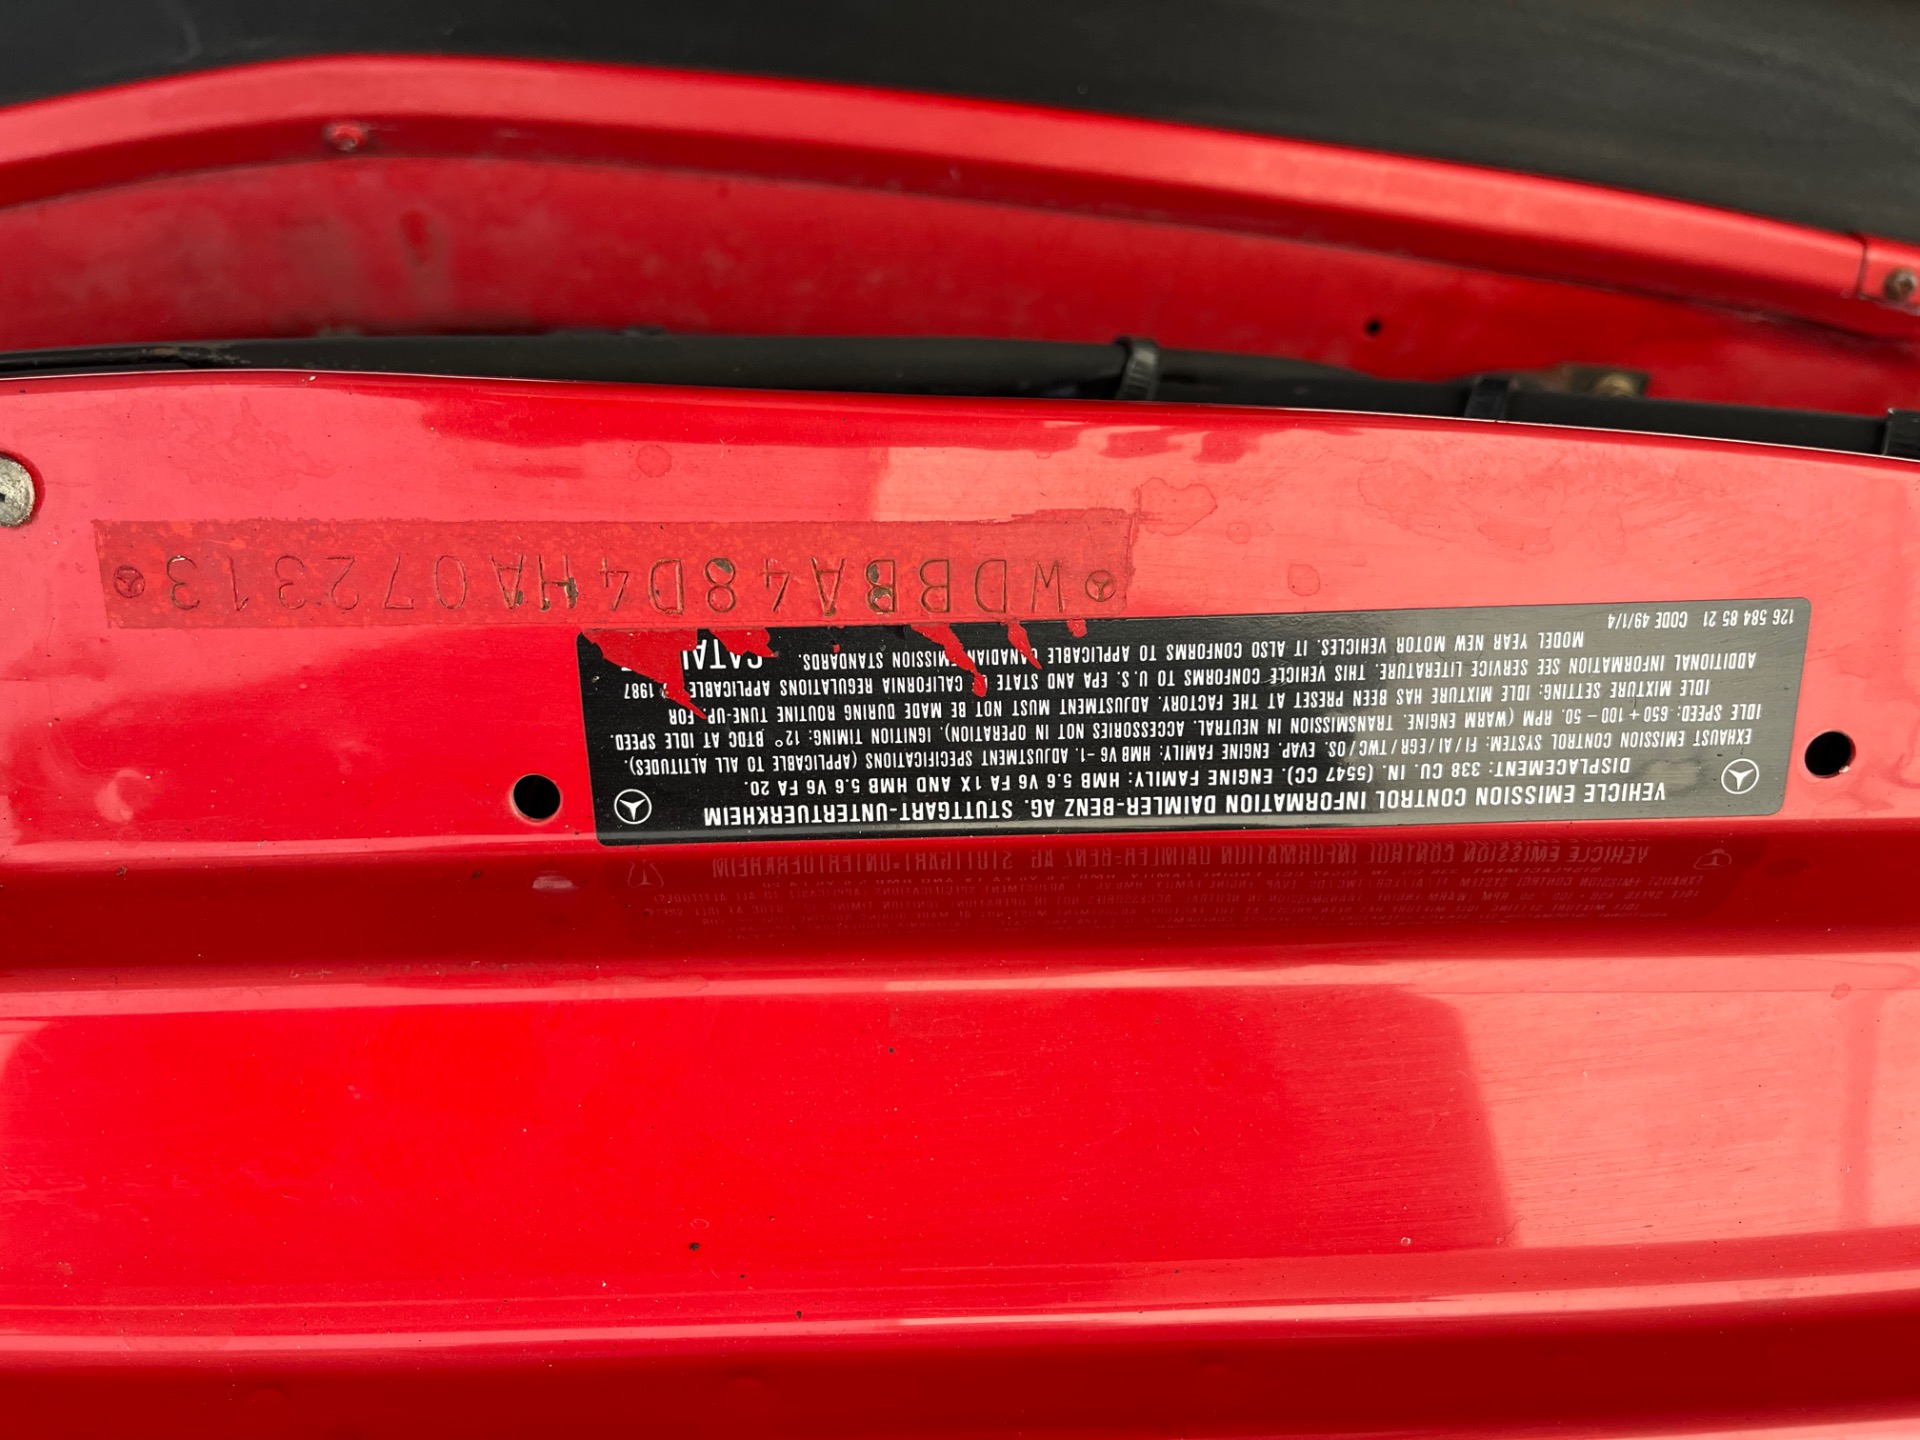 VEHICLE EMISSION CONTROL INFORMATION DAIMLER-BENZ AG. STUTTGART-UNTERTUERKHEIM
DISPLACEMENT: 338 CU. IN. (5547 CC). ENGINE FAMILY: HMB 5.6 V6 FA 1X AND HMB 5.6 V6 FA 20.
EXHAUST EMISSION CONTROL SYSTEM: FI/AI/EGR/TWC/OS. EVAP. ENGINE FAMILY: HMB V6 -1. ADJUSTMENT SPECIFICATIONS (APPLICABLE TO ALL ALTITUDES).
IDLE SPEED: 650 + 100 − 50. RPM (WARM ENGINE. TRANSMISSION IN NEUTRAL. ACCESSORIES NOT IN OPERATION). IGNITION TIMING: 12° BTDC AT IDLE SPEED.
IDLE MIXTURE SETTING: IDLE MIXTURE HAS BEEN PRESET AT THE FACTORY. ADJUSTMENT MUST NOT BE MADE DURING ROUTINE TUNE-UP. FOR
ADDITIONAL INFORMATION SEE SERVICE LITERATURE. THIS VEHICLE CONFORMS TO U.S. EPA AND STATE OF CALIFORNIA REGULATIONS APPLICABLE 1987
MODEL YEAR NEW MOTOR VEHICLES. IT ALSO CONFORMS TO APPLICABLE CANADIAN EMISSION STANDARDS.
126 584 85 21 CODE 49/1/4
WDBBA48D4HA072313